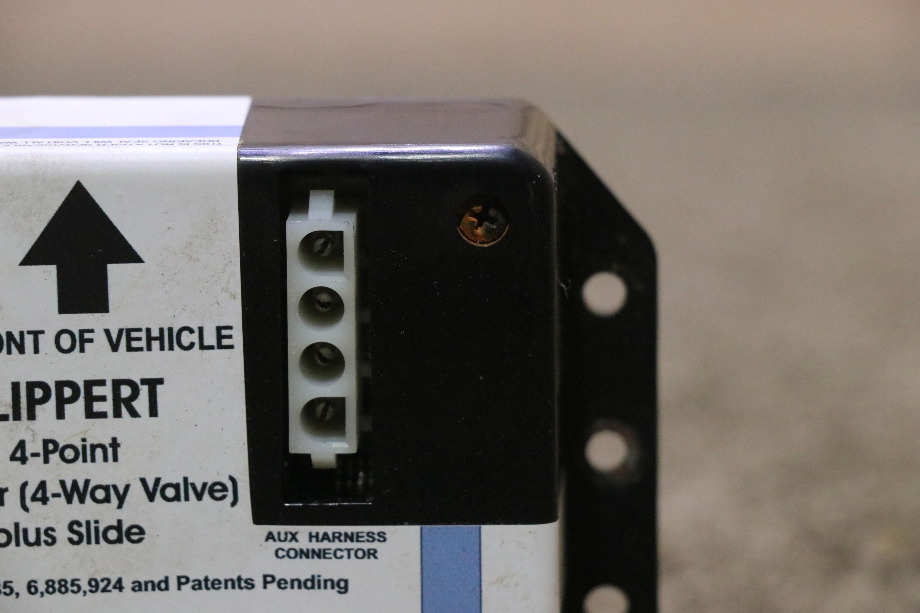 ONT OF VEHICLE
LIPPERT
4-Point
r (4-Way Valve)
plus Slide
AUX HARNESS
CONNECTOR
35, 6,885,924 and Patents Pending